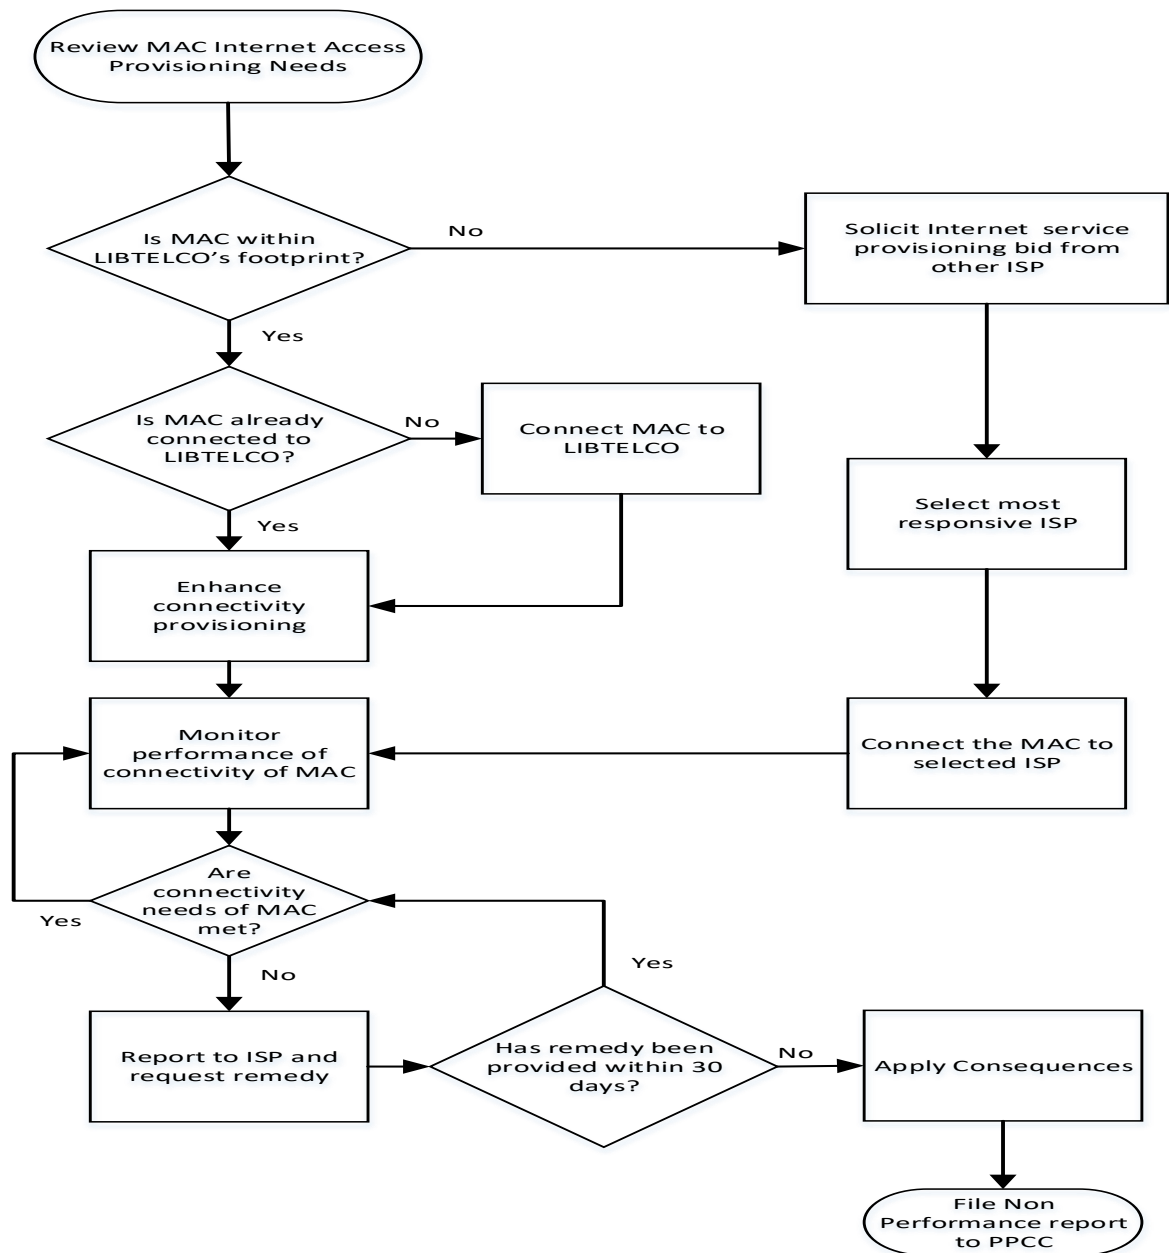 Review MAC Internet Access
Provisioning Needs
Is MAC within
LIBTELCO’s footprint?
No
Solicit Internet service
provisioning bid from
other ISP
Yes
Is MAC already
connected to
LIBTELCO?
No
Connect MAC to
LIBTELCO
Select most
responsive ISP
Yes
Enhance
connectivity
provisioning
Monitor
performance of
connectivity of MAC
Connect the MAC to
selected ISP
Are
connectivity
needs of MAC
met?
Yes
No
Yes
Report to ISP and
request remedy
Has remedy been
provided within 30
days?
No
Apply Consequences
File Non
Performance report
to PPCC